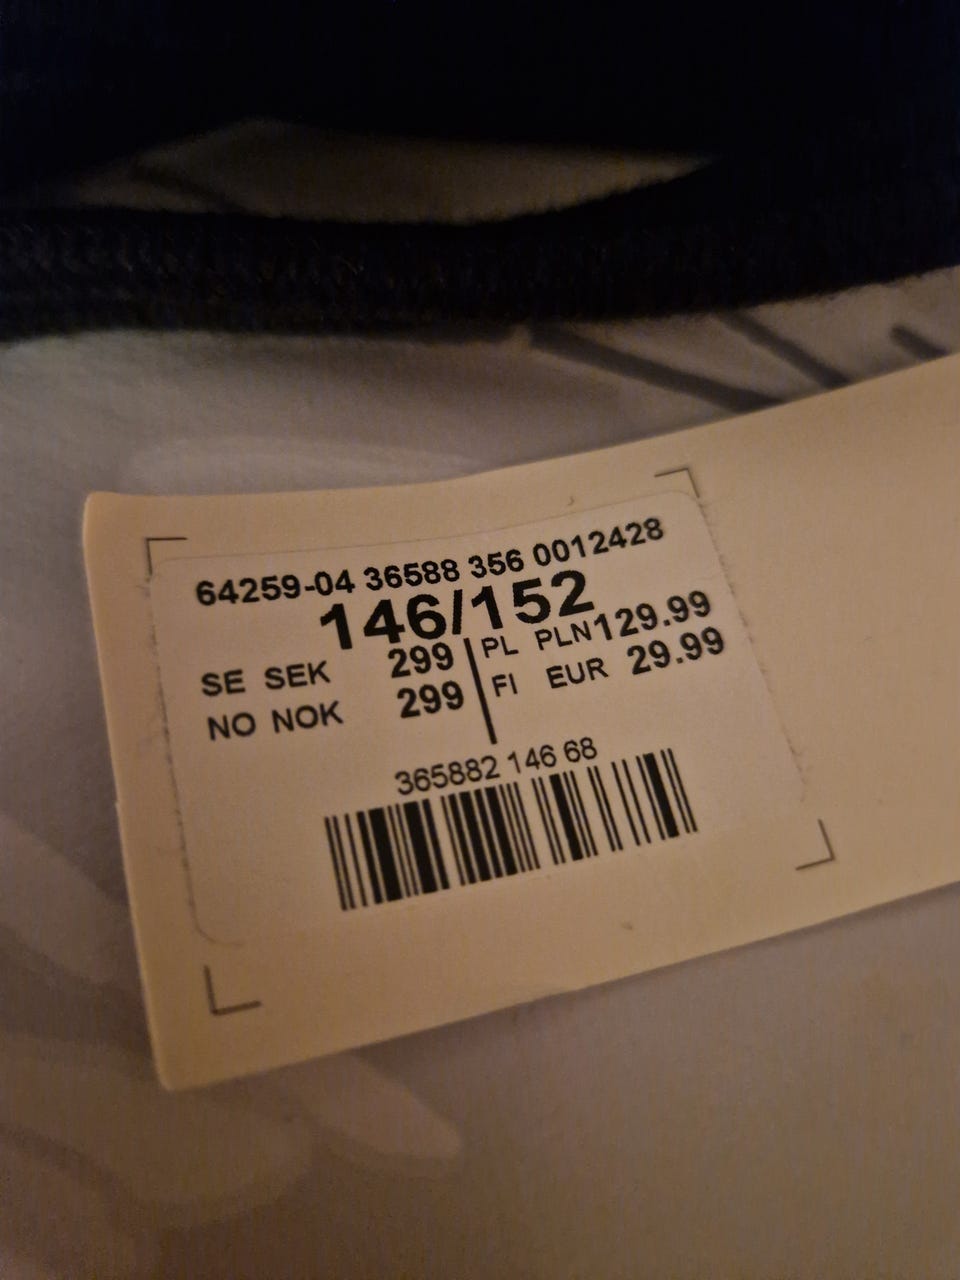 64259-04 36588 356 0012428
146/152
SE SEK 299 PL PLN129.99
NO NOK 299 FI EUR 29.99
365882 146 68